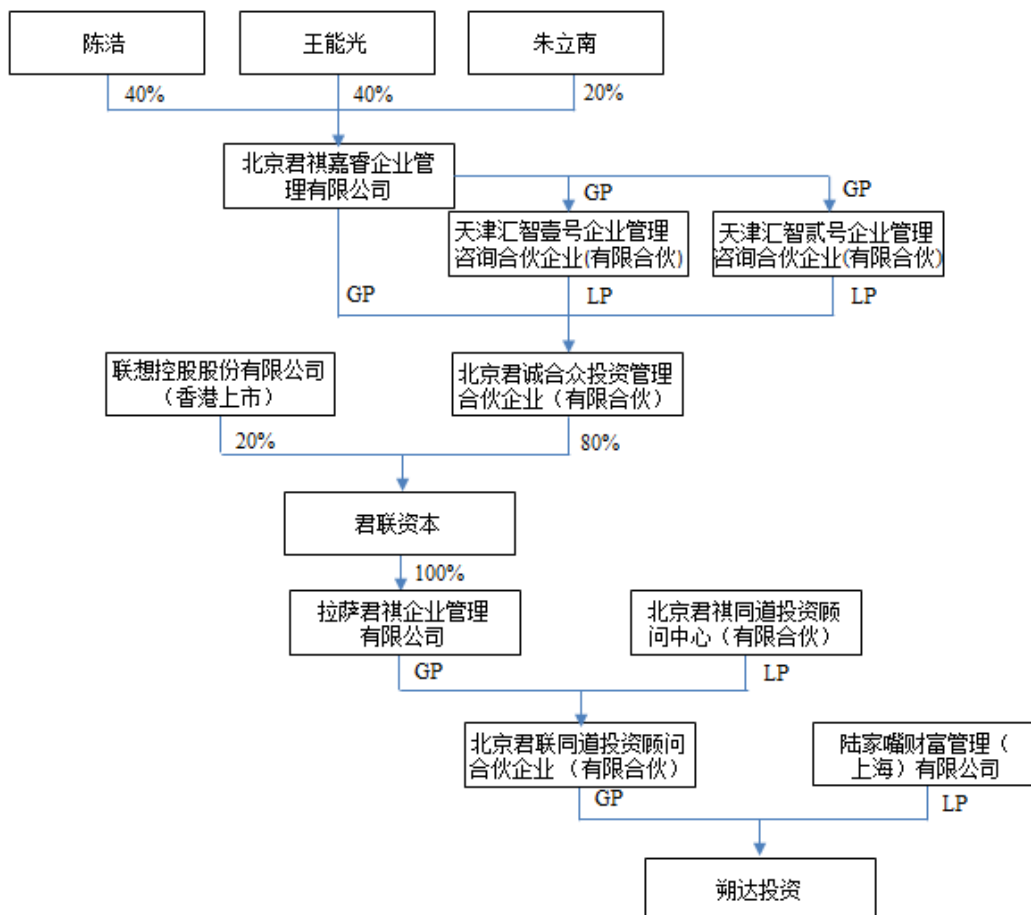 陈浩
王能光
朱立南
40%
40%
20%
北京君祺嘉睿企业管
理有限公司
GP
GP
天津汇智壹号企业管理
咨询合伙企业(有限合伙)
天津汇智贰号企业管理
咨询合伙企业(有限合伙)
GP
LP
LP
联想控股股份有限公司
（香港上市）
北京君诚合众投资管理
合伙企业（有限合伙）
20%
80%
君联资本
100%
拉萨君祺企业管理
有限公司
北京君祺同道投资顾
问中心（有限合伙）
GP
LP
北京君联同道投资顾问
合伙企业 （有限合伙）
陆家嘴财富管理（
上海）有限公司
GP
LP
朔达投资